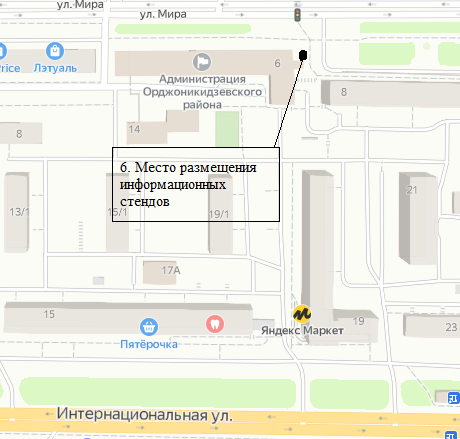 ул. Мира
ул. Мира
Price
Лэтуаль
6
Администрация
Орджоникидзевского
района
8
8
14
6. Место размещения
информационных
стендов
13/1
15/1
19/1
21
17А
15
Пятёрочка
Яндекс Маркет
19
23
Интернациональная ул.